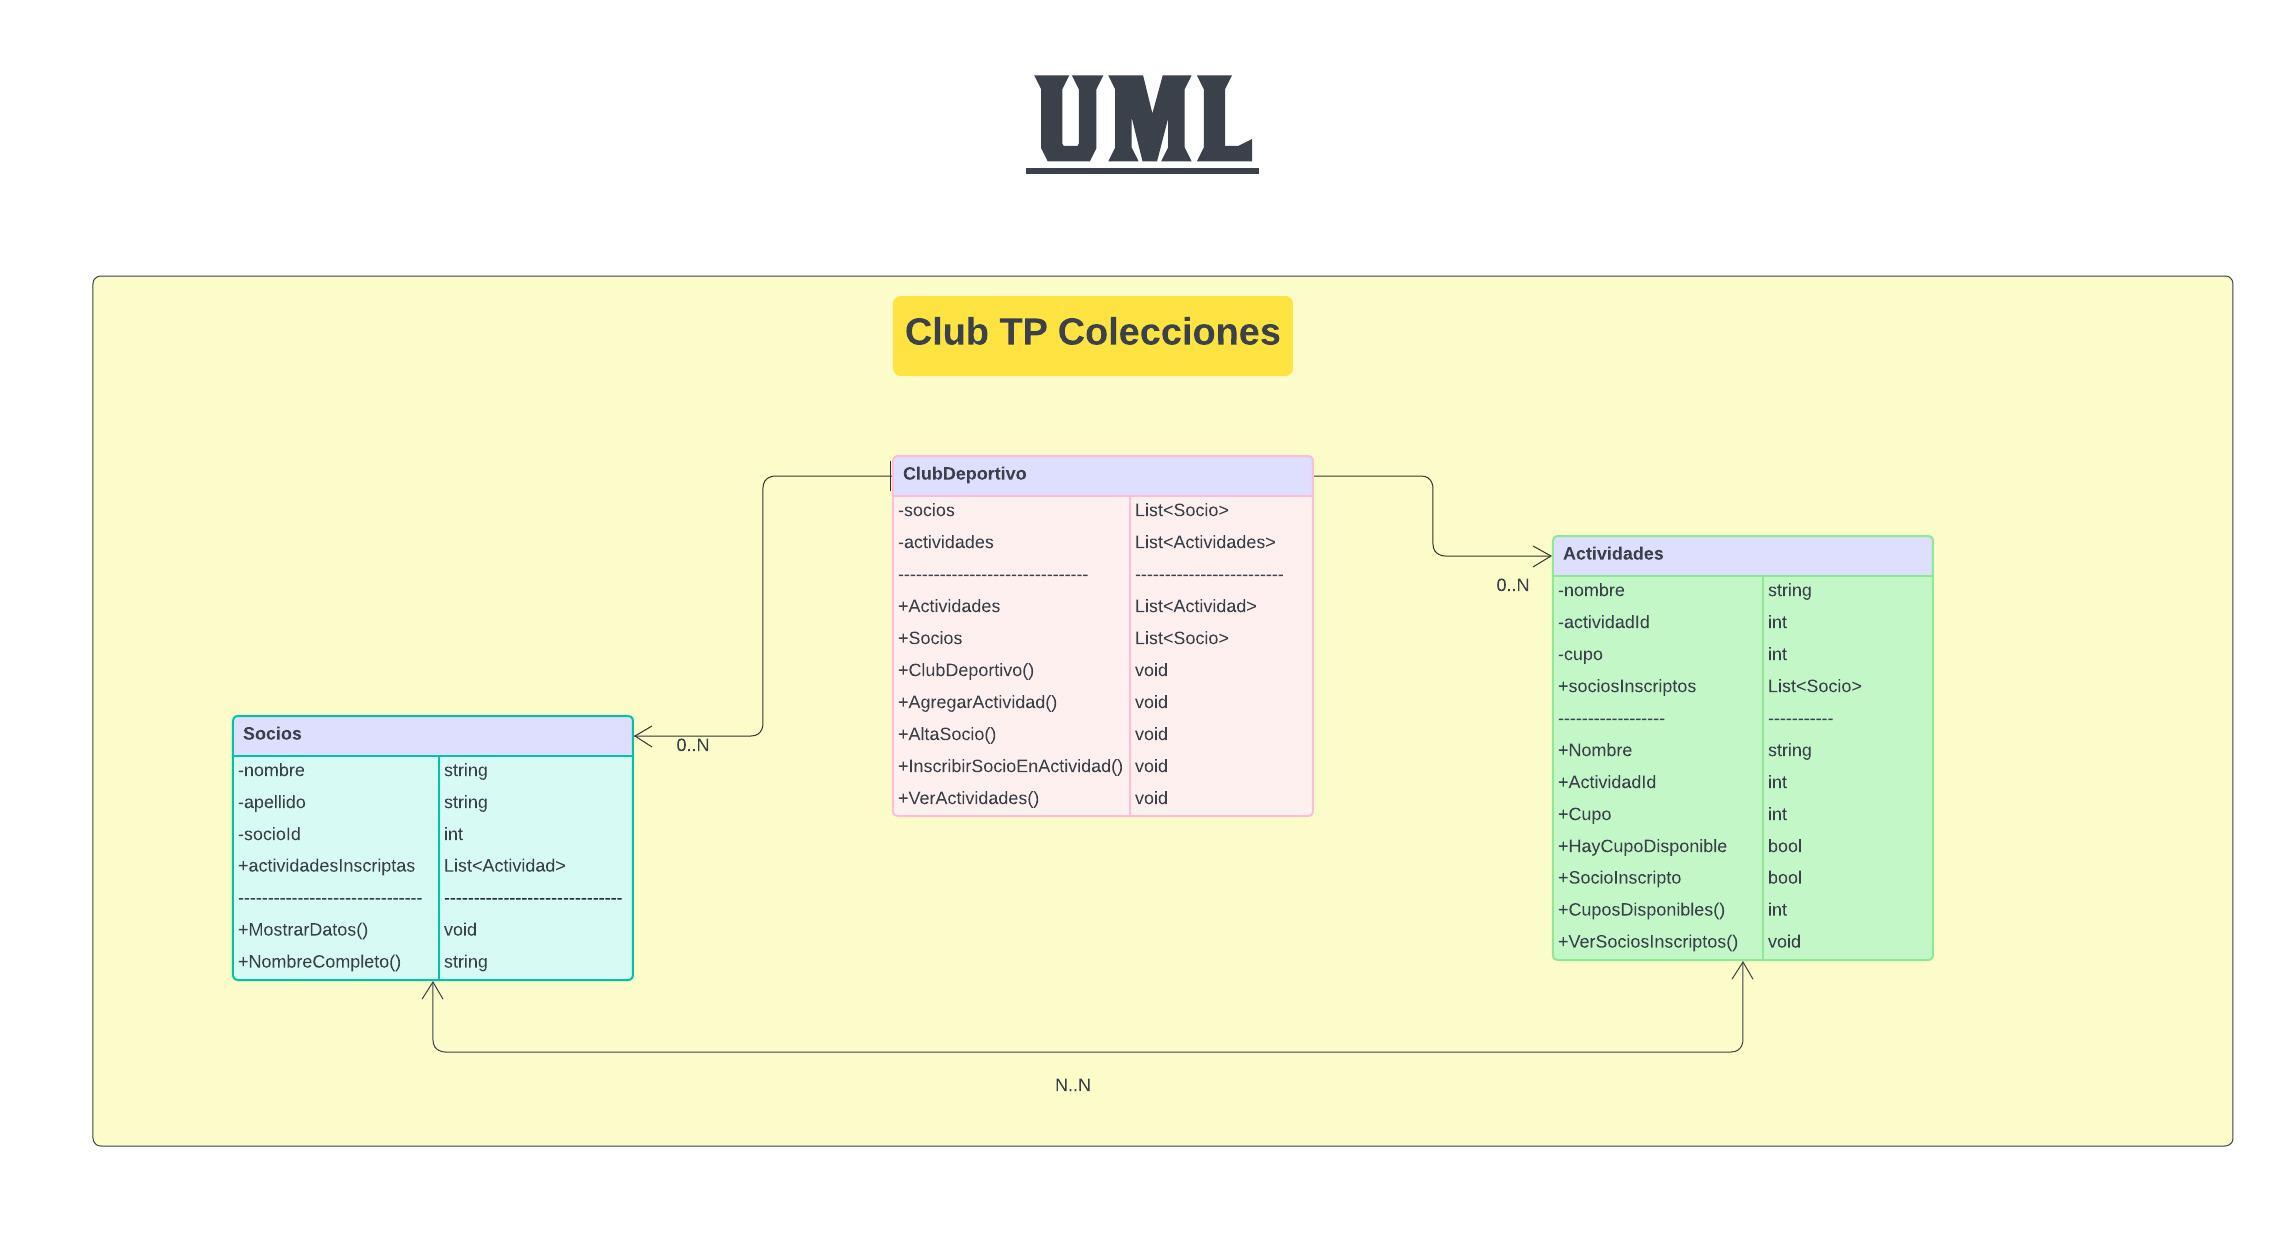 UML
Club TP Colecciones
ClubDeportivo
-socios List<Socio>
-actividades List<Actividades>
-------------------------------- -------------------------
+Actividades List<Actividad>
+Socios List<Socio>
+ClubDeportivo() void
+AgregarActividad() void
+AltaSocio() void
+InscribirSocioEnActividad() void
+VerActividades() void
0..N
0..N
Socios
-nombre string
-apellido string
-socioId int
+actividadesInscriptas List<Actividad>
------------------------------- ------------------------------
+MostrarDatos() void
+NombreCompleto() string
Actividades
-nombre string
-actividadId int
-cupo int
+sociosInscriptos List<Socio>
------------------ -----------
+Nombre string
+ActividadId int
+Cupo int
+HayCupoDisponible bool
+SocioInscripto bool
+CuposDisponibles() int
+VerSociosInscriptos() void
N..N